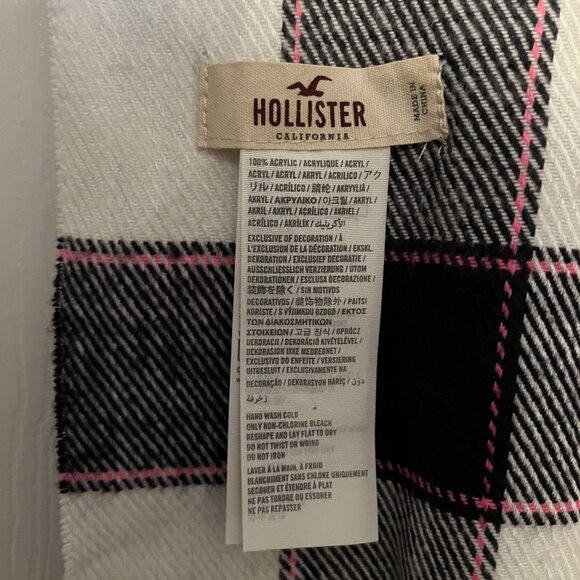 HOLLISTER
CALIFORNIA
MADE IN
CHINA
100% ACRYLIC / ACRYLIQUE / ACRYL /
ACRYL / ACRYL / AKRYL / ACRILICO / アク
リル / ACRÍLICO / 腈纶 / AKRYYLIÄ /
AKRYL / ΑΚΡΥΛΙΚΟ / 아크릴 / AKRYL /
AKRIL / AKRYL / ACRÍLICO / AKRIEL /
ACRÍLICO / AKRİLİK / الأكريليك
EXCLUSIVE OF DECORATION / À
L'EXCLUSION DE LA DÉCORATION / EKSKL.
DEKORATION / EXCLUSIEF DECORATIE /
AUSSCHLIESSLICH VERZIERUNG / UTOM
DEKORATIONEN / ESCLUSA DECORAZIONE /
装飾を除く / SIN MOTIVOS
DECORATIVOS / 装饰物除外 / PAITSI
KORISTE / S VÝJIMKOU OZDOB / ΕΚΤΟΣ
ΤΩΝ ΔΙΑΚΟΣΜΗΤΙΚΩΝ
ΣΤΟΙΧΕΙΩΝ / 고급 장식 / OPRÓCZ
DEKORACJI / DEKORÁCIÓ KIVÉTELÉVEL /
DEKORASJON IKKE MEDREGNET /
EXCLUSIVO DO ENFEITE / VERSIERING
UITGESLUIT / EXCLUSIVAMENTE NA
DECORAÇÃO / DEKORASYON HARİÇ / دون
زخرفة
HAND WASH COLD
ONLY NON-CHLORINE BLEACH
RESHAPE AND LAY FLAT TO DRY
DO NOT TWIST OR WRING
DO NOT IRON
LAVER À LA MAIN, À FROID
BLANCHIMENT SANS CHLORE UNIQUEMENT
SECOUER ET ÉTENDRE À PLAT
NE PAS TORDRE OU ESSORER
NE PAS REPASSER